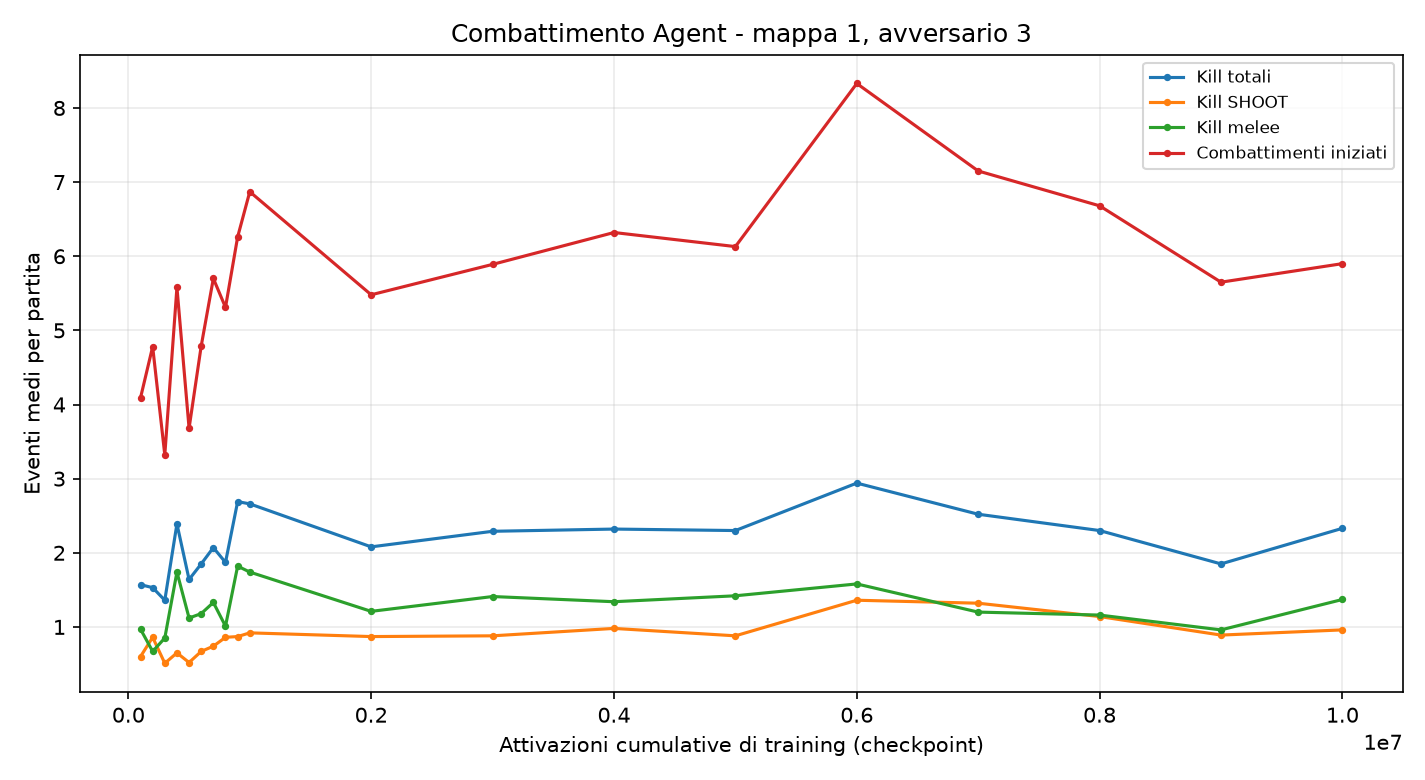 Combattimento Agent - mappa 1, avversario 3
Kill totali
Kill SHOOT
Kill melee
Combattimenti iniziati
Eventi medi per partita
8
7
6
5
4
3
2
1
0.0 0.2 0.4 0.6 0.8 1.0
1e7
Attivazioni cumulative di training (checkpoint)